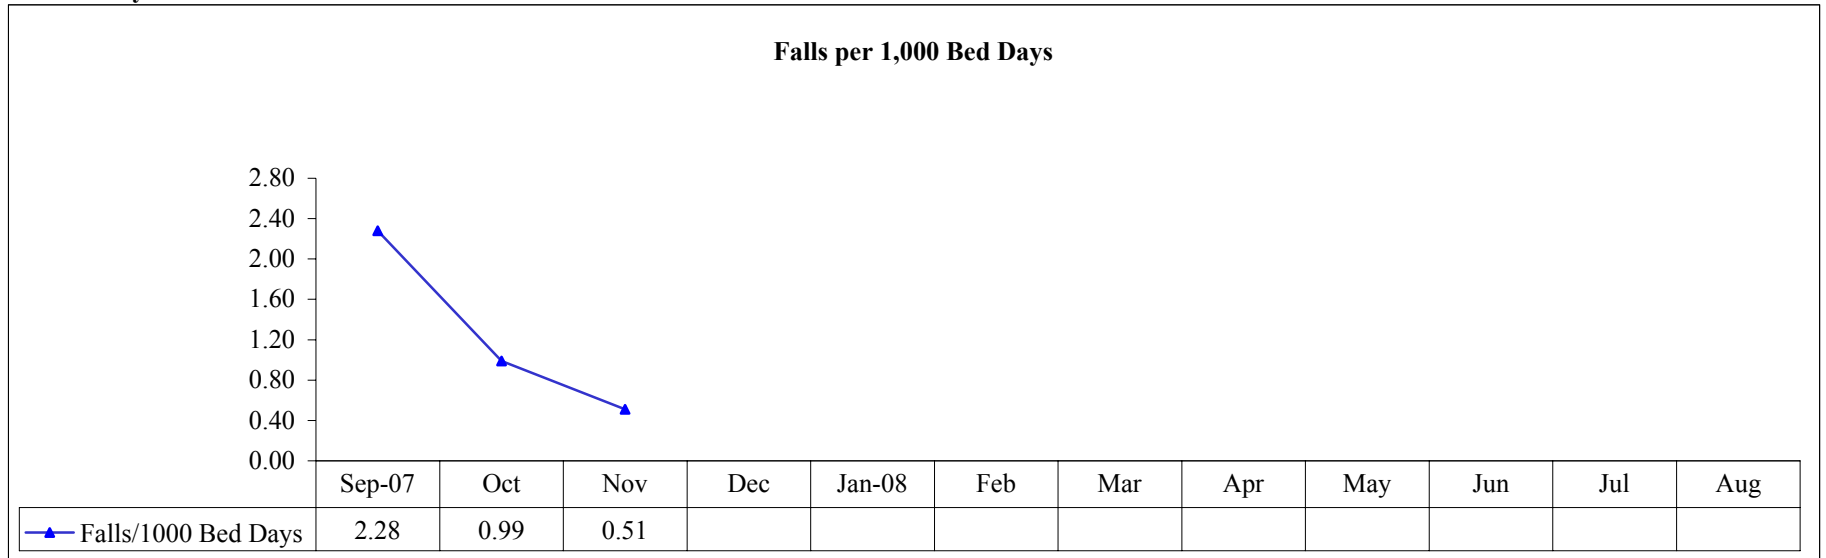 Falls per 1,000 Bed Days
2.80
2.40
2.00
1.60
1.20
0.80
0.40
0.00
Sep-07 Oct Nov Dec Jan-08 Feb Mar Apr May Jun Jul Aug
Falls/1000 Bed Days 2.28 0.99 0.51